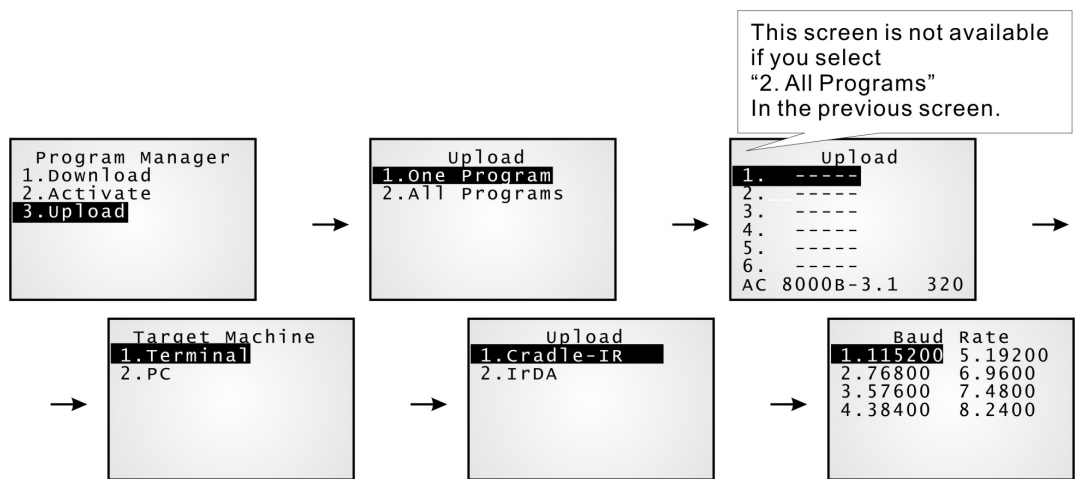 This screen is not available
if you select
“2. All Programs”
In the previous screen.
Program Manager
1.Download
2.Activate
3.Upload
Upload
1.One Program
2.All Programs
Upload
1. -----
2. -----
3. -----
4. -----
5. -----
6. -----
AC 8000B-3.1 320
Target Machine
1.Terminal
2.PC
Upload
1.Cradle-IR
2.IrDA
Baud Rate
1.115200 5.19200
2.76800 6.9600
3.57600 7.4800
4.38400 8.2400